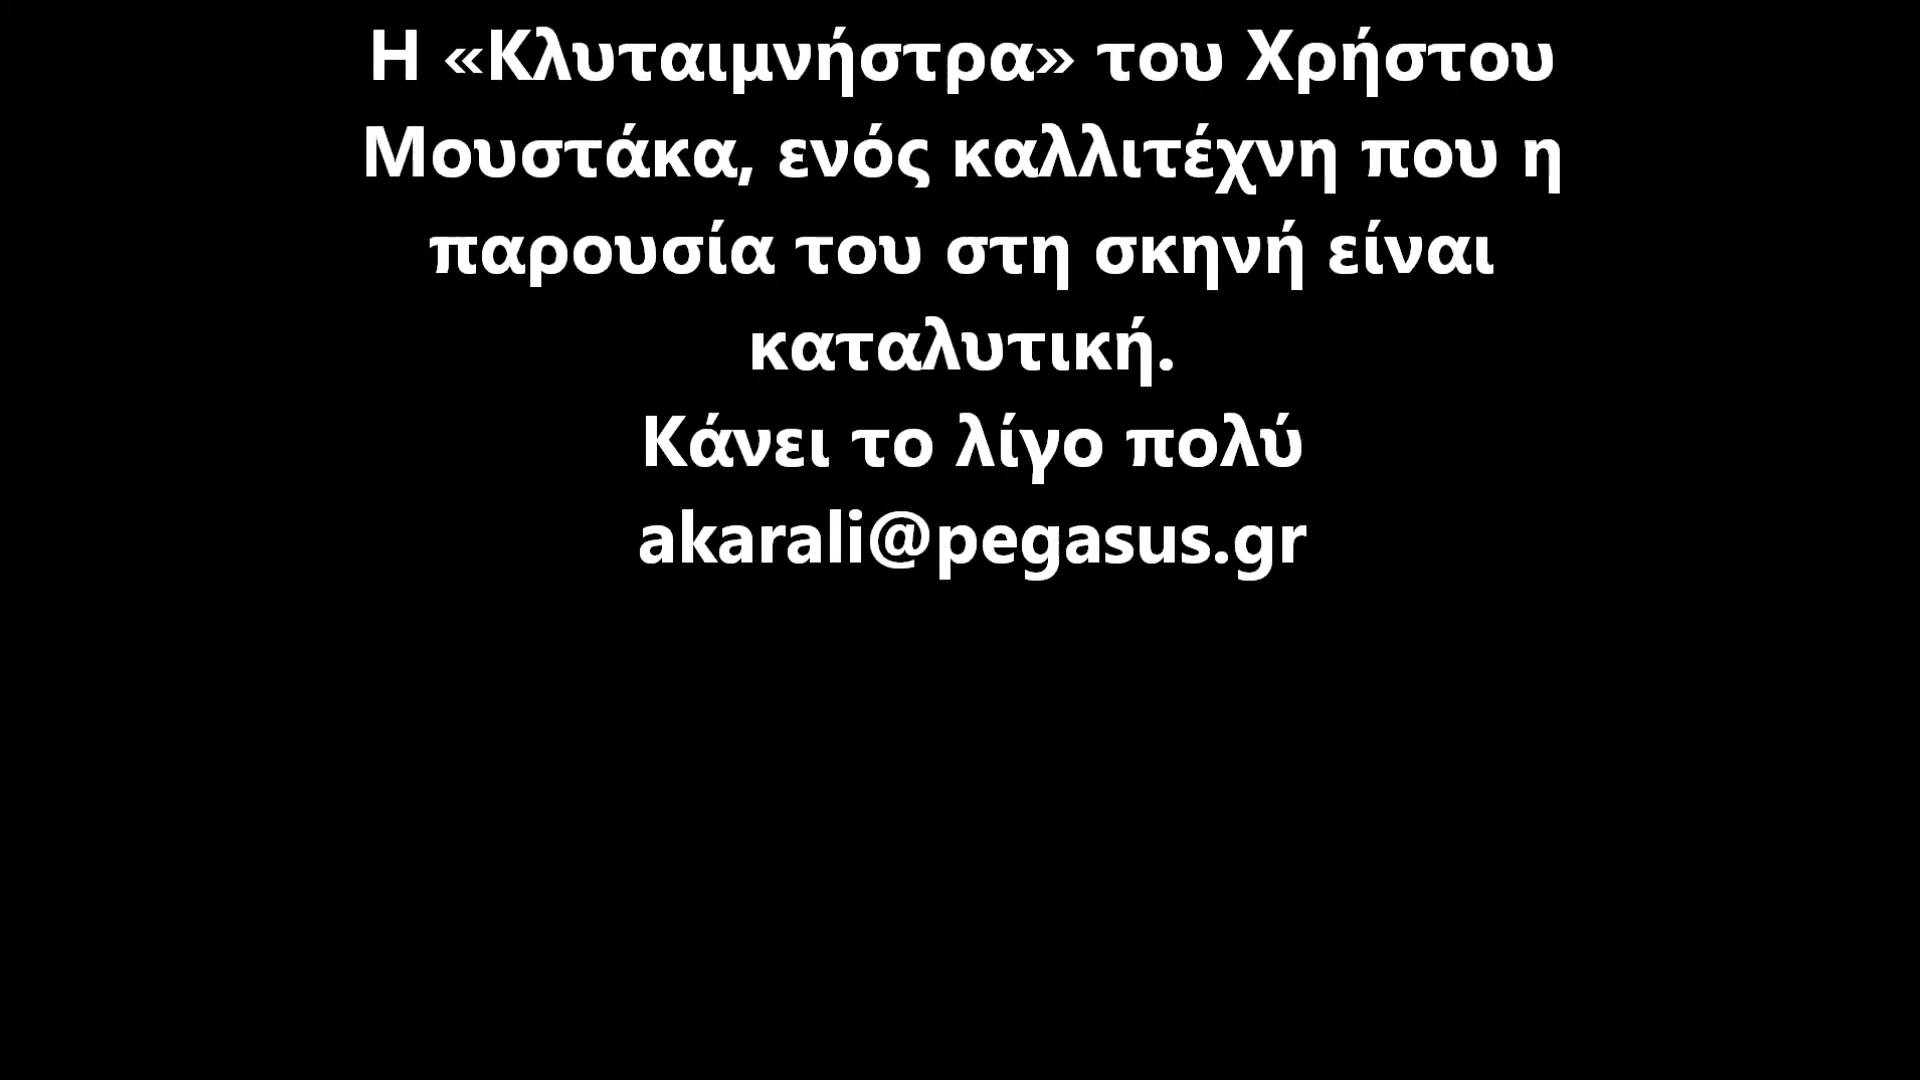 Η «Κλυταιμνήστρα» του Χρήστου
Μουστάκα, ενός καλλιτέχνη που η
παρουσία του στη σκηνή είναι
καταλυτική.
Κάνει το λίγο πολύ
akarali@pegasus.gr